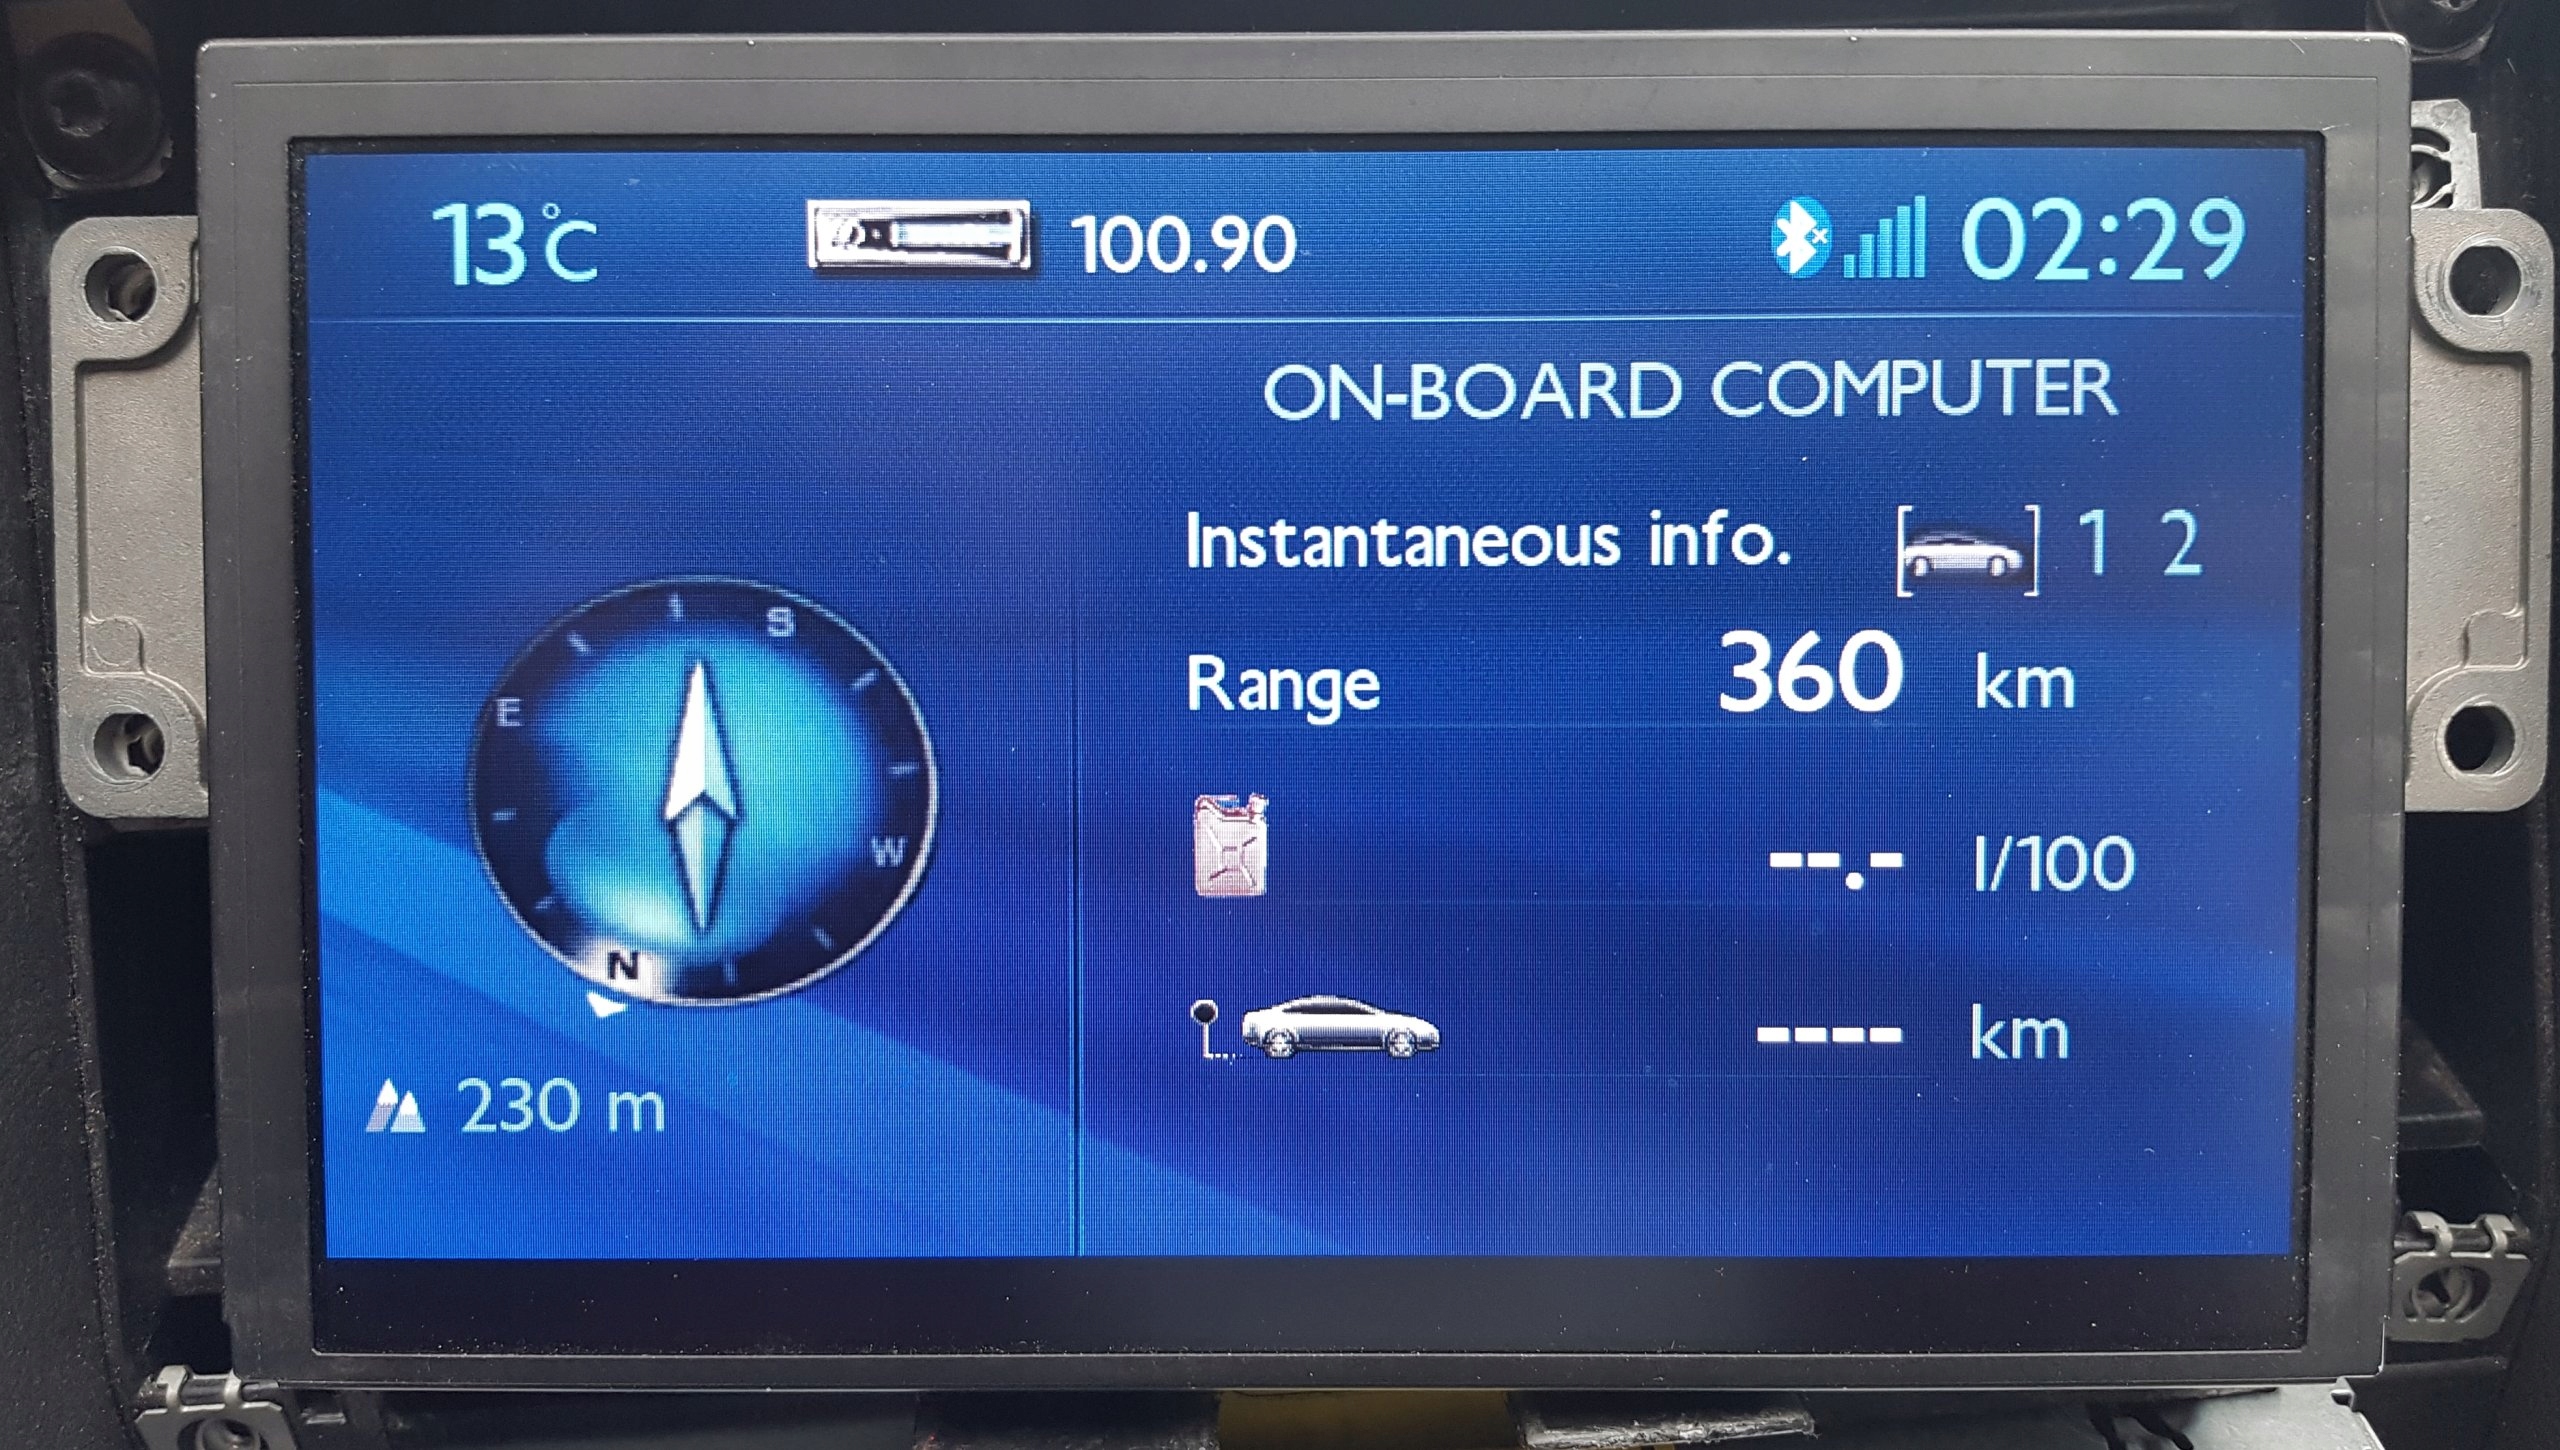 13°C 100.90 02:29
ON-BOARD COMPUTER
Instantaneous info. [ ] 1 2
Range 360 km
--.- l/100
---- km
S
E
W
N
230 m